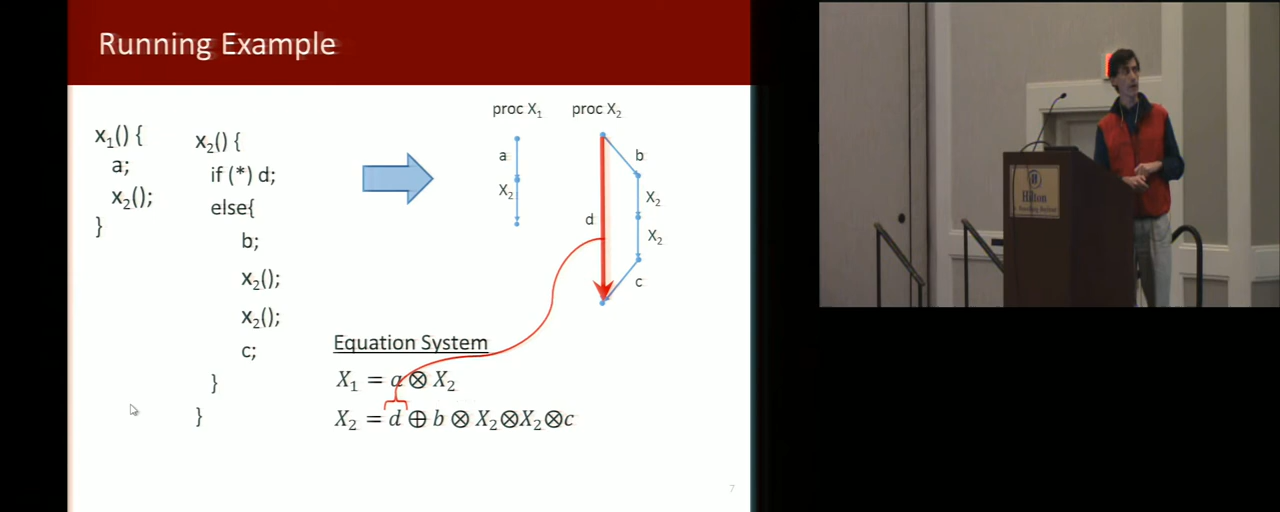 Running Example
x₁() {
a;
x₂();
}
x₂() {
if (*) d;
else{
b;
x₂();
x₂();
c;
}
}
proc X₁
a
X₂
proc X₂
d
b
X₂
X₂
c
Equation System
X₁ = a ⊗ X₂
X₂ = d ⊕ b ⊗ X₂⊗X₂⊗c
7
Hilton